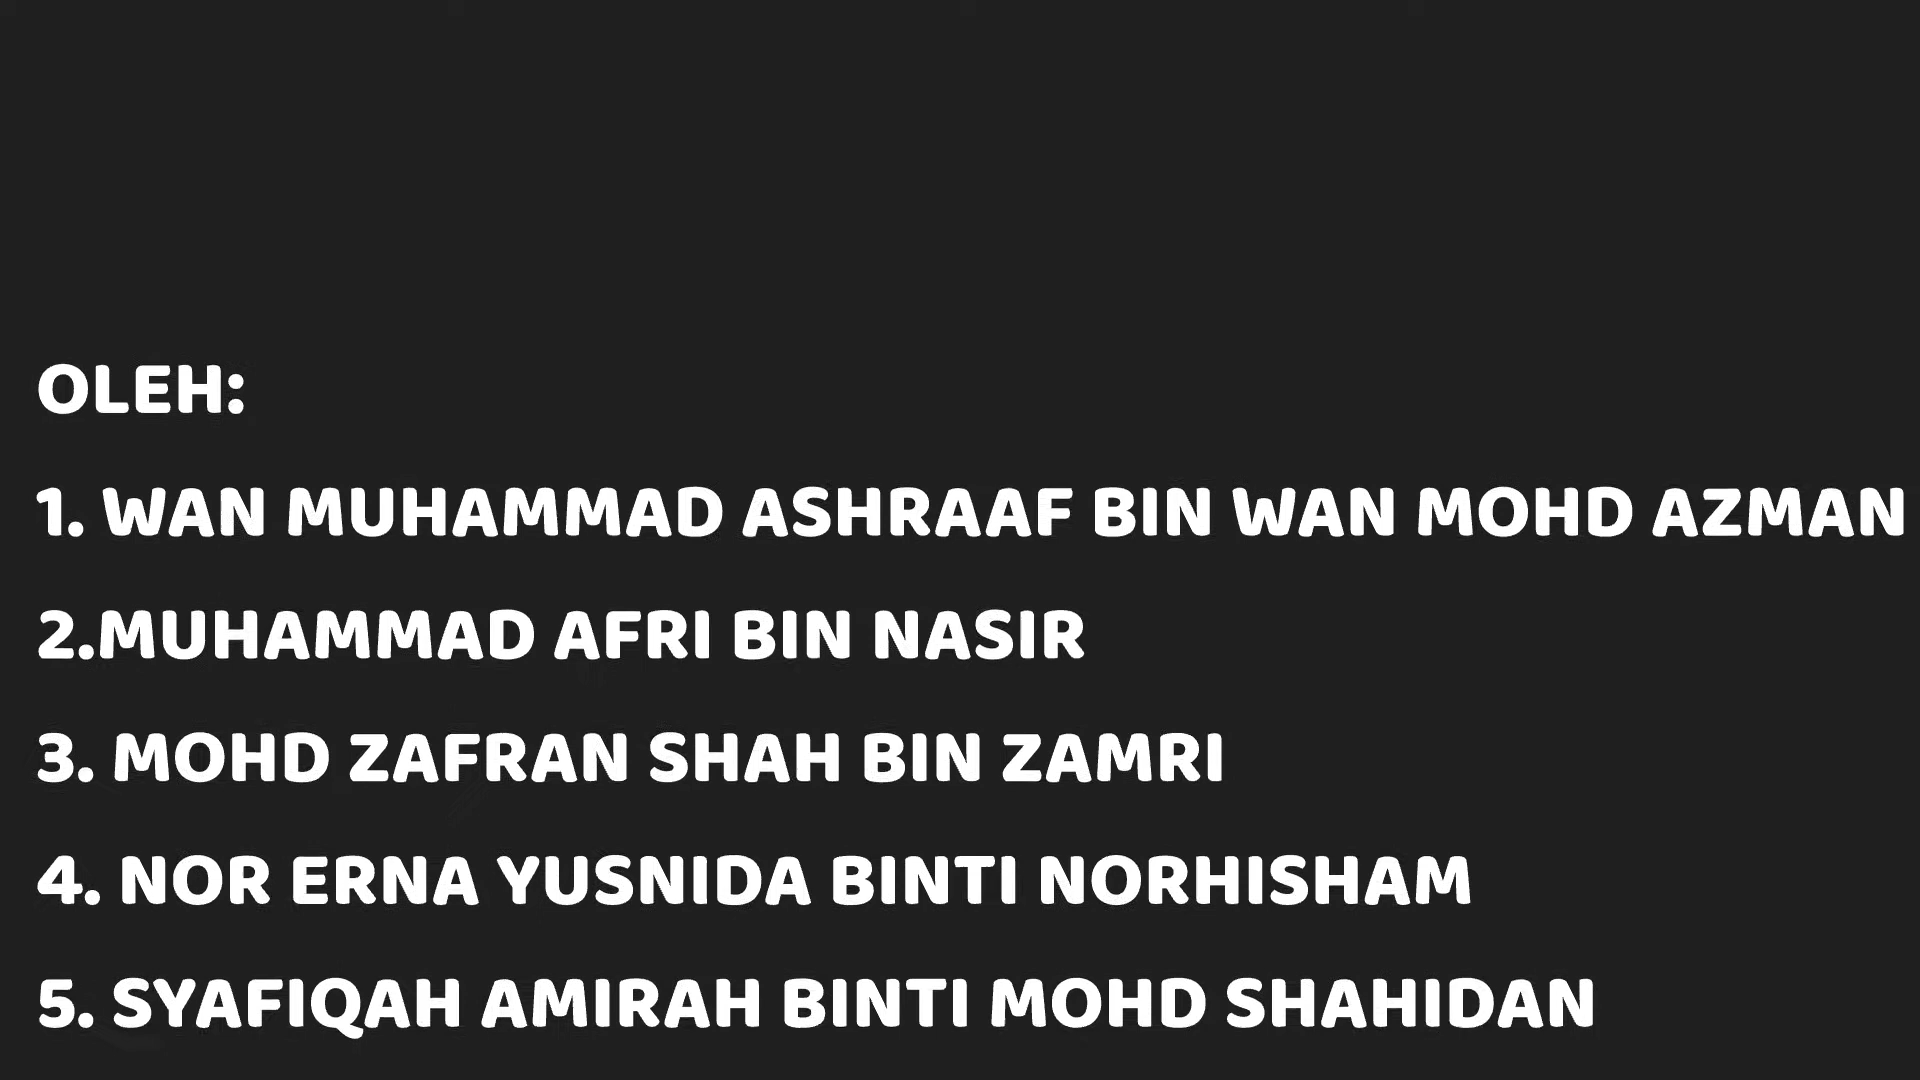 OLEH:
1. WAN MUHAMMAD ASHRAAF BIN WAN MOHD AZMAN
2.MUHAMMAD AFRI BIN NASIR
3. MOHD ZAFRAN SHAH BIN ZAMRI
4. NOR ERNA YUSNIDA BINTI NORHISHAM
5. SYAFIQAH AMIRAH BINTI MOHD SHAHIDAN